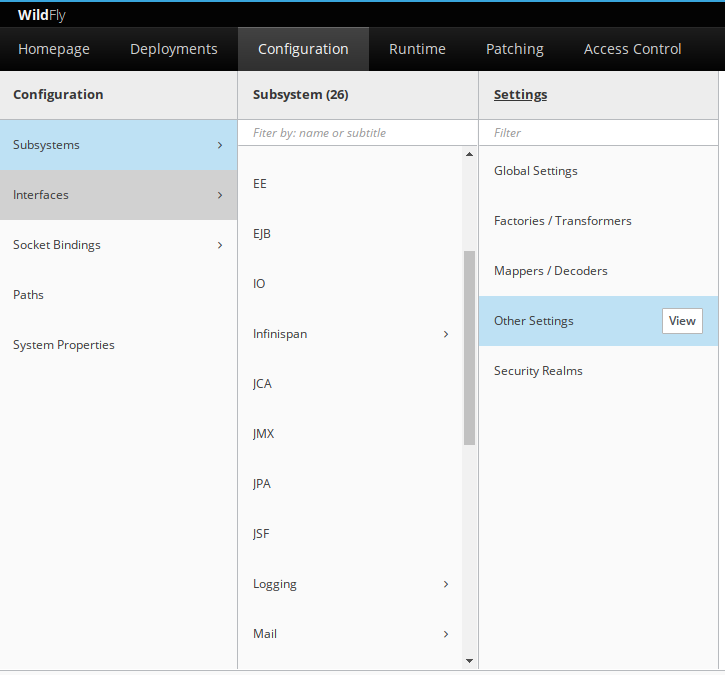 WildFly
Homepage Deployments Configuration Runtime Patching Access Control
Configuration
Subsystems
Interfaces
Socket Bindings
Paths
System Properties
Subsystem (26)
Fiter by: name or subtitle
EE
EJB
IO
Infinispan
JCA
JMX
JPA
JSF
Logging
Mail
Settings
Filter
Global Settings
Factories / Transformers
Mappers / Decoders
Other Settings View
Security Realms